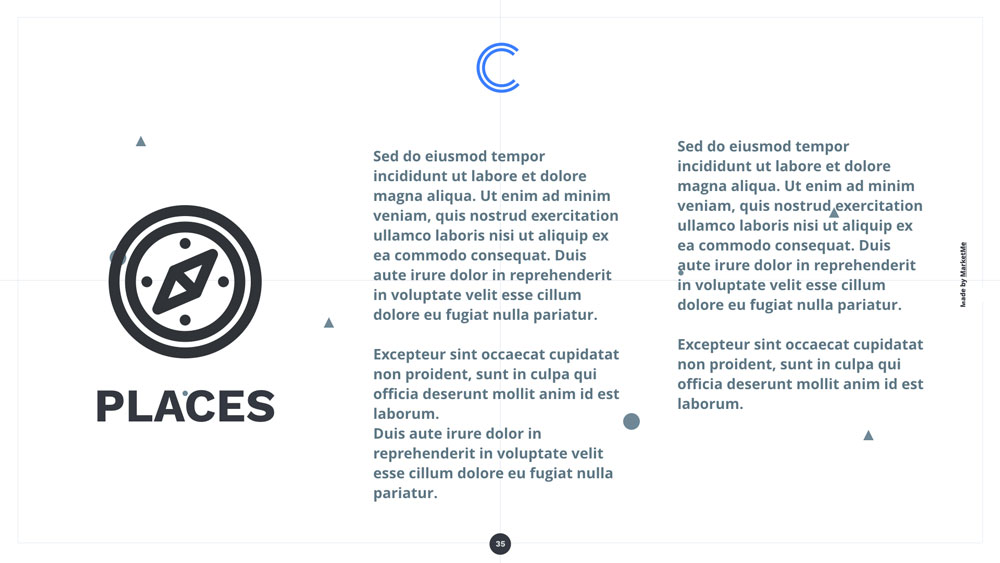 PLACES
Sed do eiusmod tempor
incididunt ut labore et dolore
magna aliqua. Ut enim ad minim
veniam, quis nostrud exercitation
ullamco laboris nisi ut aliquip ex
ea commodo consequat. Duis
aute irure dolor in reprehenderit
in voluptate velit esse cillum
dolore eu fugiat nulla pariatur.
Excepteur sint occaecat cupidatat
non proident, sunt in culpa qui
officia deserunt mollit anim id est
laborum.
Duis aute irure dolor in
reprehenderit in voluptate velit
esse cillum dolore eu fugiat nulla
pariatur.
Sed do eiusmod tempor
incididunt ut labore et dolore
magna aliqua. Ut enim ad minim
veniam, quis nostrud exercitation
ullamco laboris nisi ut aliquip ex
ea commodo consequat. Duis
aute irure dolor in reprehenderit
in voluptate velit esse cillum
dolore eu fugiat nulla pariatur.
Excepteur sint occaecat cupidatat
non proident, sunt in culpa qui
officia deserunt mollit anim id est
laborum.
Made by MarketMe
35